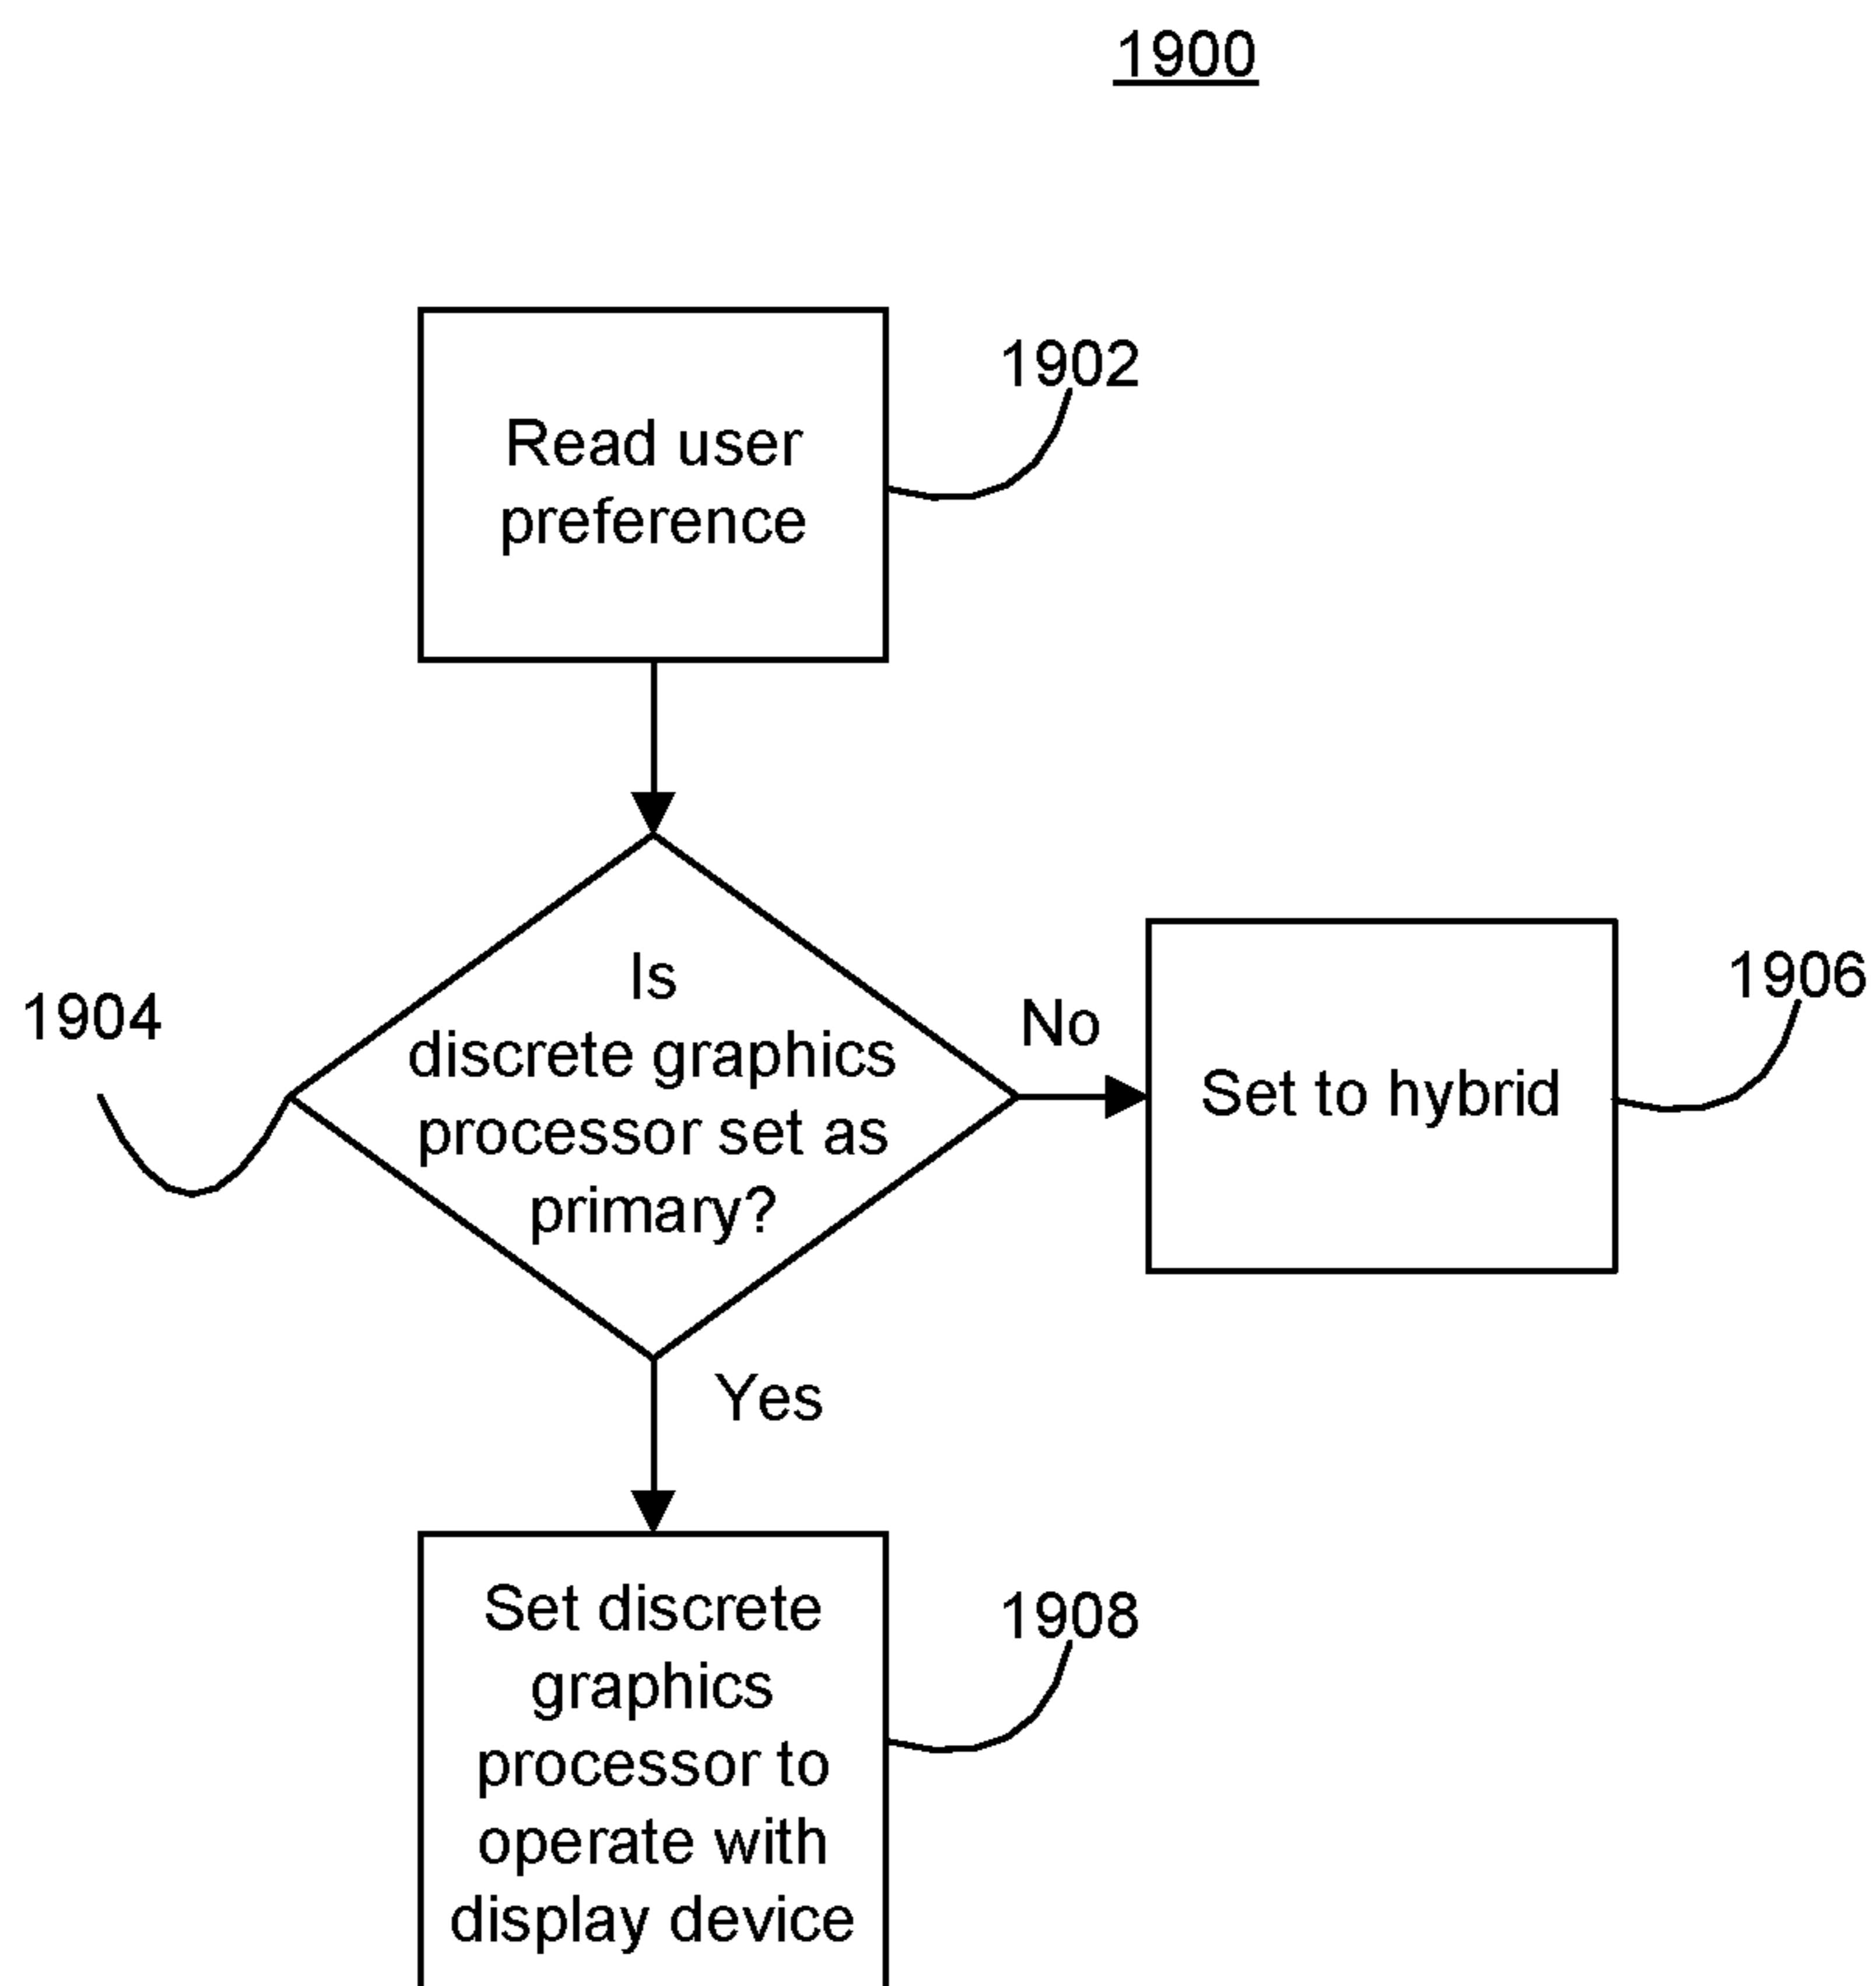 1900
1902
Read user
preference
1904
Is
discrete graphics
processor set as
primary?
No
1906
Set to hybrid
Yes
1908
Set discrete
graphics
processor to
operate with
display device